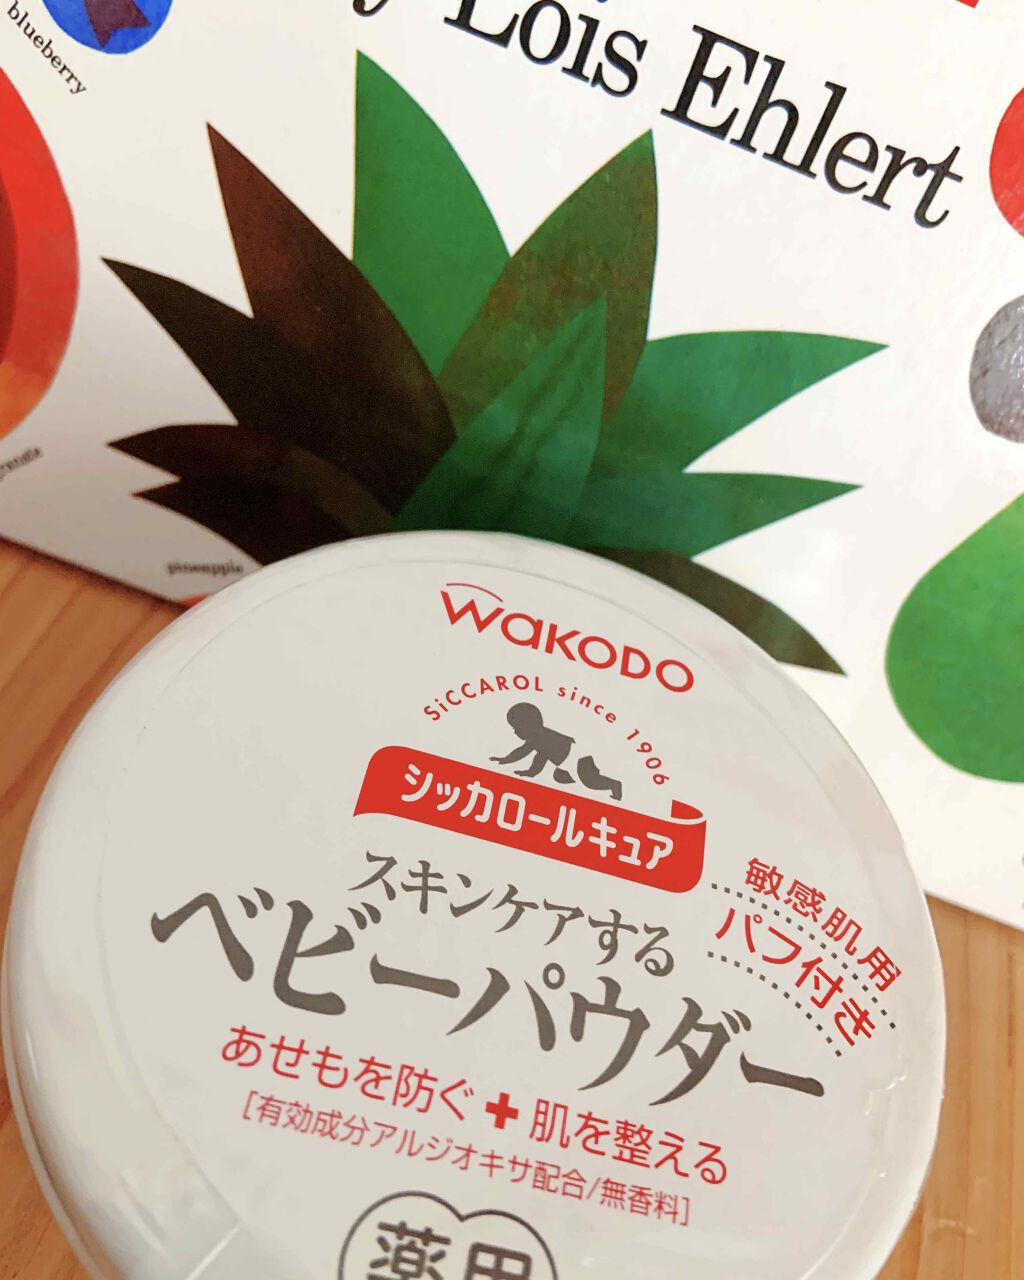 blueberry
Lois Ehlert
pineapple
wakODO
SiCCAROL since 1906
シッカロールキュア
スキンケアする
ベビーパウダー
敏感肌用
パフ付き
あせもを防ぐ✚肌を整える
[有効成分アルジオキサ配合/無香料]
薬用